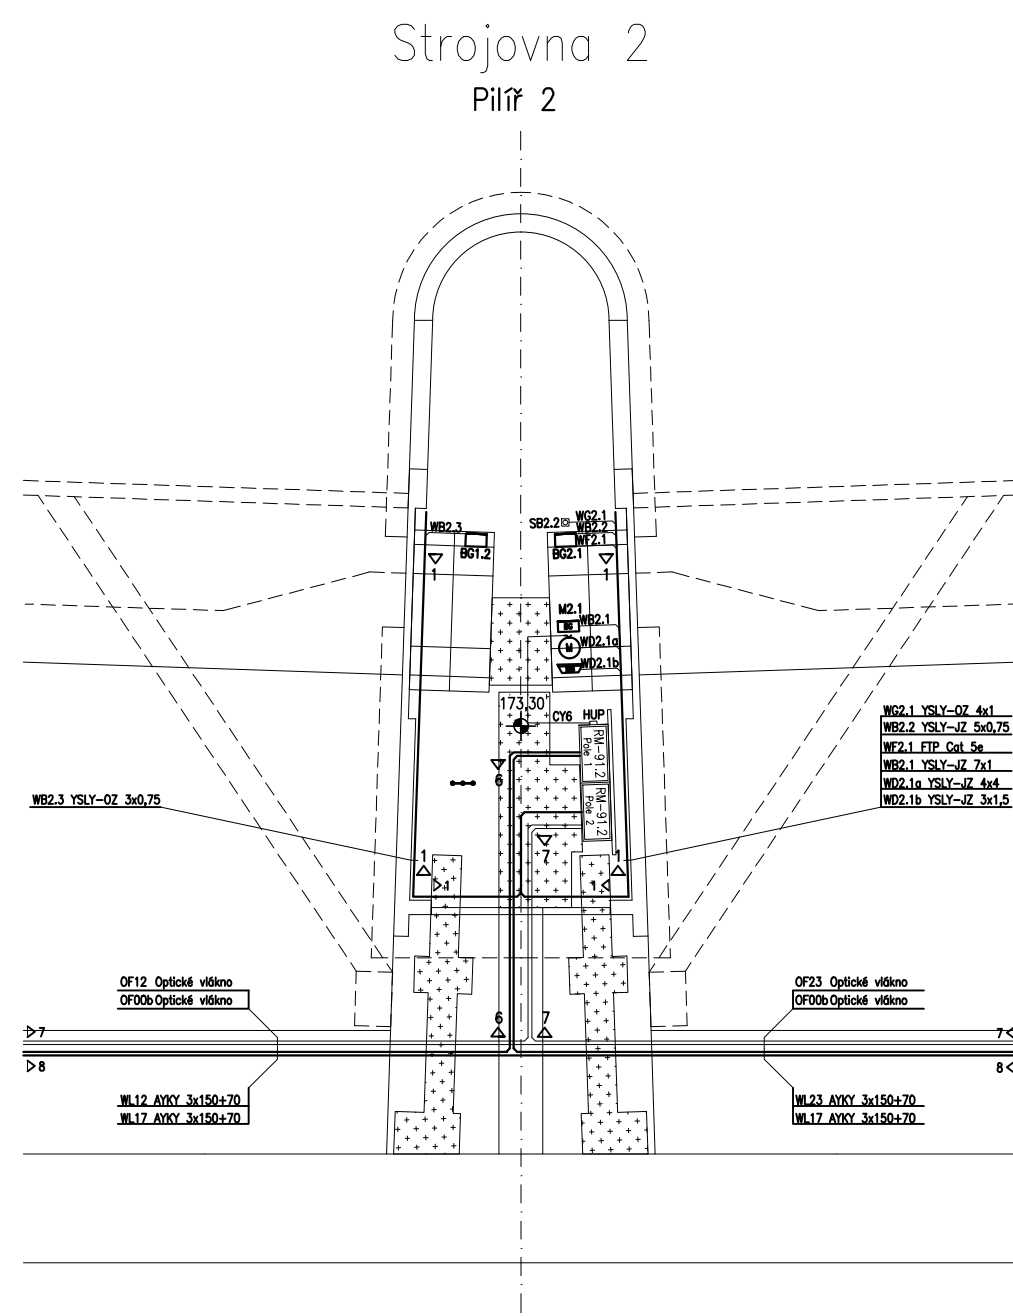 Strojovna 2
Pilíř 2
WG2.1
SB2.2
WB2.3
WB2.2
WF2.1
BG1.2
BG2.1
1
1
M2.1
BG
WB2.1
M
WD2.1a
WD2.1b
173,30
CY6
HUP
RM-91.2
Pole 1
6
RM-91.2
Pole 2
WG2.1 YSLY-OZ 4x1
WB2.2 YSLY-JZ 5x0,75
WF2.1 FTP Cat 5e
WB2.1 YSLY-JZ 7x1
WD2.1a YSLY-JZ 4x4
WD2.1b YSLY-JZ 3x1,5
WB2.3 YSLY-OZ 3x0,75
1
7
1
1
1
OF12 Optické vlákno
OF00b Optické vlákno
OF23 Optické vlákno
OF00b Optické vlákno
6
7
7
7
8
8
WL12 AYKY 3x150+70
WL17 AYKY 3x150+70
WL23 AYKY 3x150+70
WL17 AYKY 3x150+70